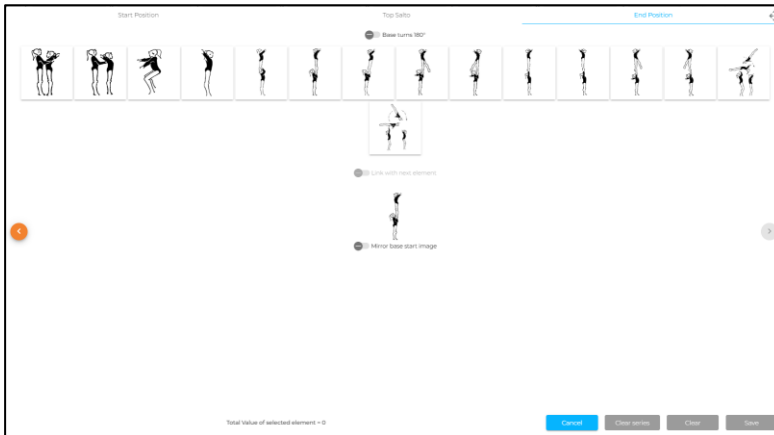 Start Position
Top Salto
End Position
Base turns 180°
Link with next element
Mirror base start image
Total Value of selected element = 0
Cancel
Clear series
Clear
Save